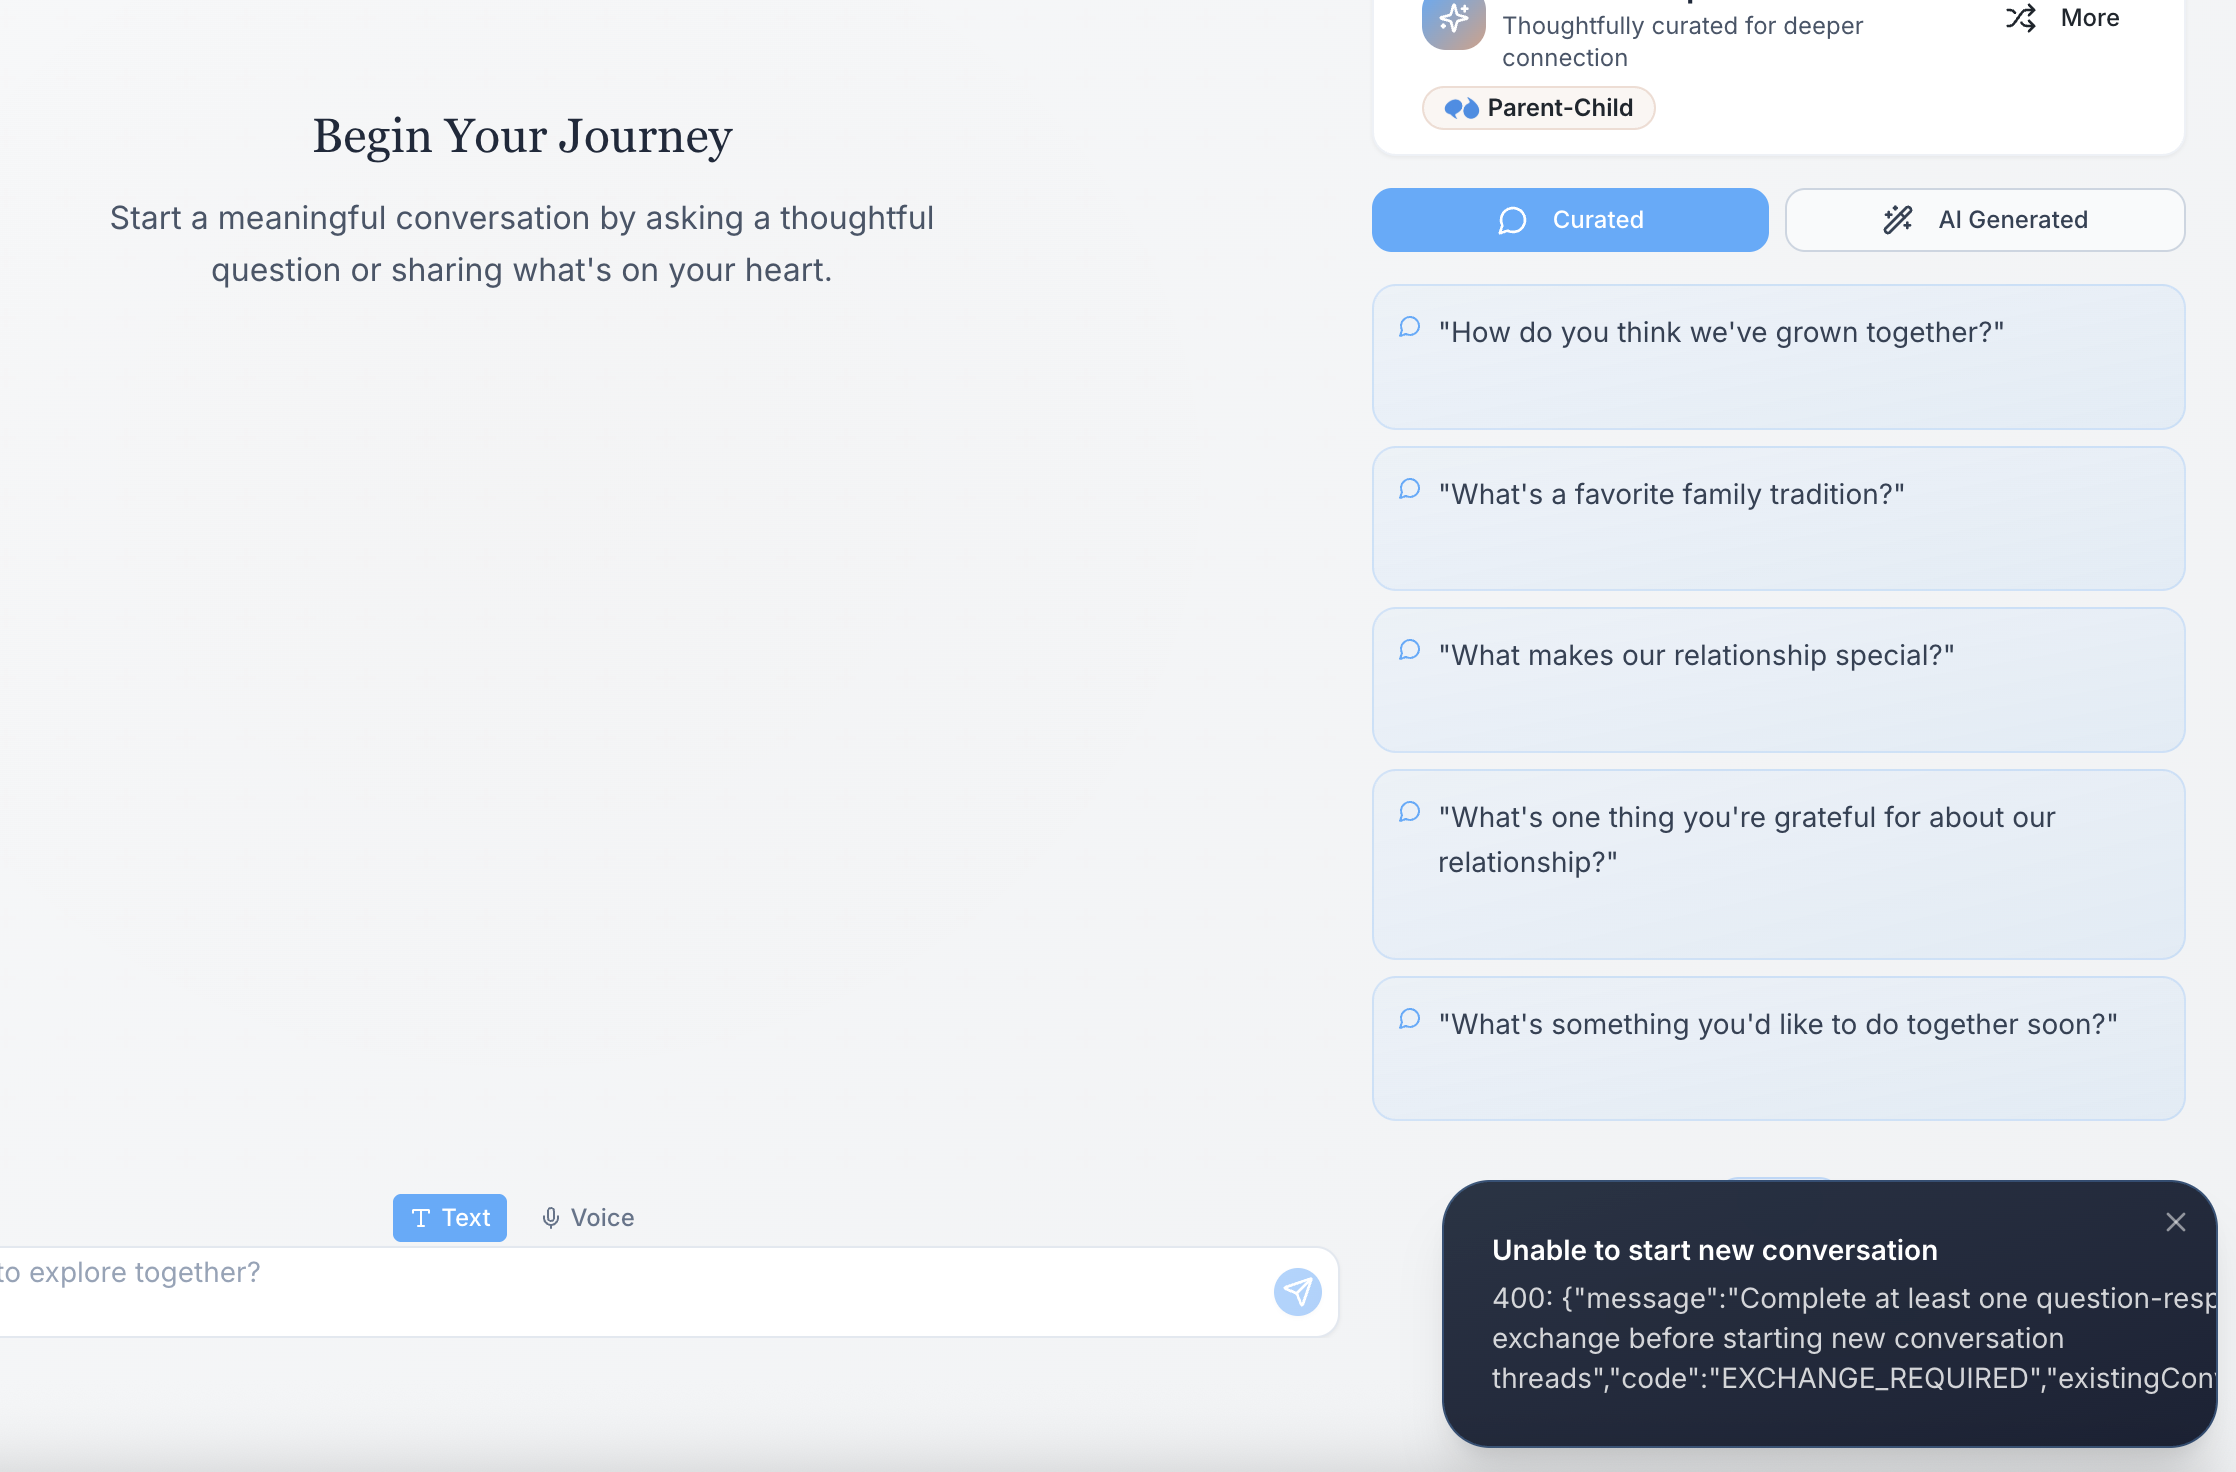 Begin Your Journey
Start a meaningful conversation by asking a thoughtful
question or sharing what's on your heart.
Text
Voice
to explore together?
Thoughtfully curated for deeper
connection
More
Parent-Child
Curated
AI Generated
"How do you think we've grown together?"
"What's a favorite family tradition?"
"What makes our relationship special?"
"What's one thing you're grateful for about our
relationship?"
"What's something you'd like to do together soon?"
Unable to start new conversation
400: {"message":"Complete at least one question-resp
exchange before starting new conversation
threads","code":"EXCHANGE_REQUIRED","existingCon